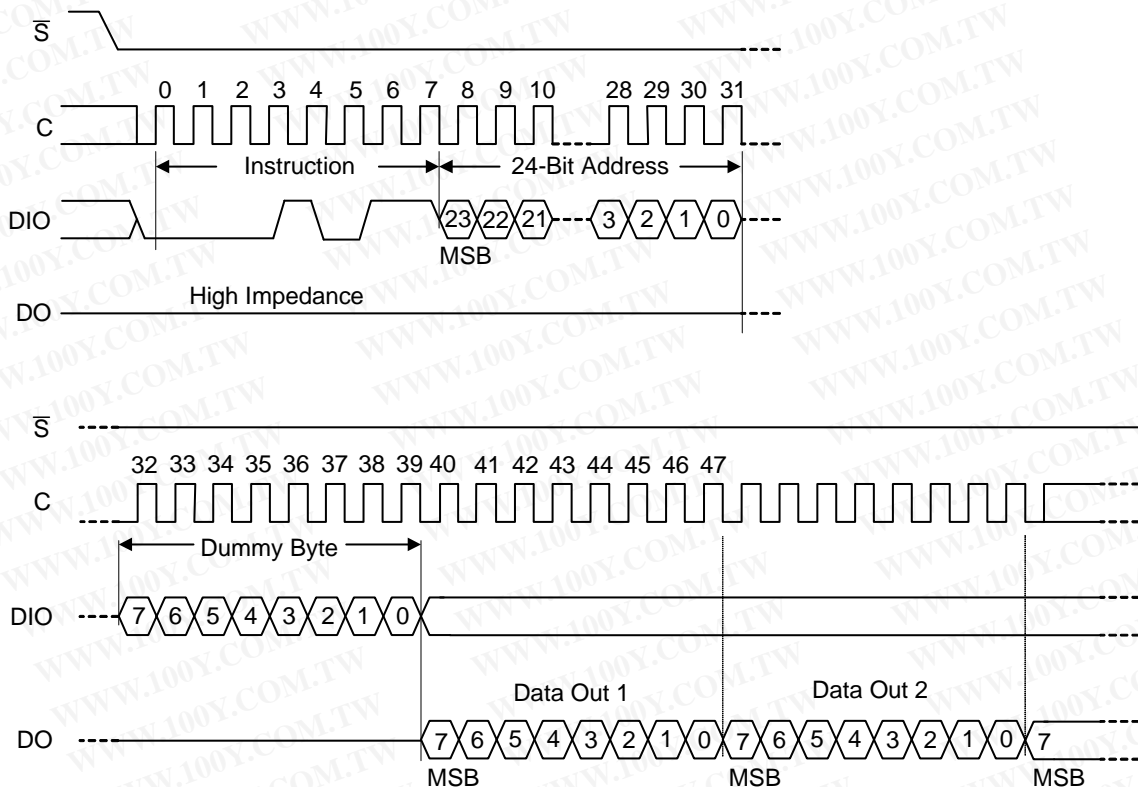 S
0 1 2 3 4 5 6 7 8 9 10 28 29 30 31
C
Instruction 24-Bit Address
DIO 23 22 21 3 2 1 0
MSB
High Impedance
DO
S
32 33 34 35 36 37 38 39 40 41 42 43 44 45 46 47
C
Dummy Byte
DIO 7 6 5 4 3 2 1 0
Data Out 1 Data Out 2
DO 7 6 5 4 3 2 1 0 7 6 5 4 3 2 1 0 7
MSB MSB MSB
WWW.100Y.COM.TW